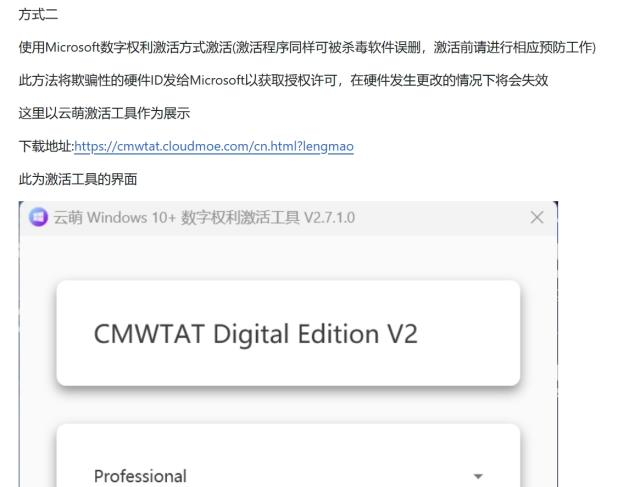 方式二
使用Microsoft数字权利激活方式激活(激活程序同样可被杀毒软件误删，激活前请进行相应预防工作)
此方法将欺骗性的硬件ID发给Microsoft以获取授权许可，在硬件发生更改的情况下将会失效
这里以云萌激活工具作为展示
下载地址:https://cmwtat.cloudmoe.com/cn.html?lengmao
此为激活工具的界面
云萌 Windows 10+ 数字权利激活工具 V2.7.1.0
CMWTAT Digital Edition V2
Professional